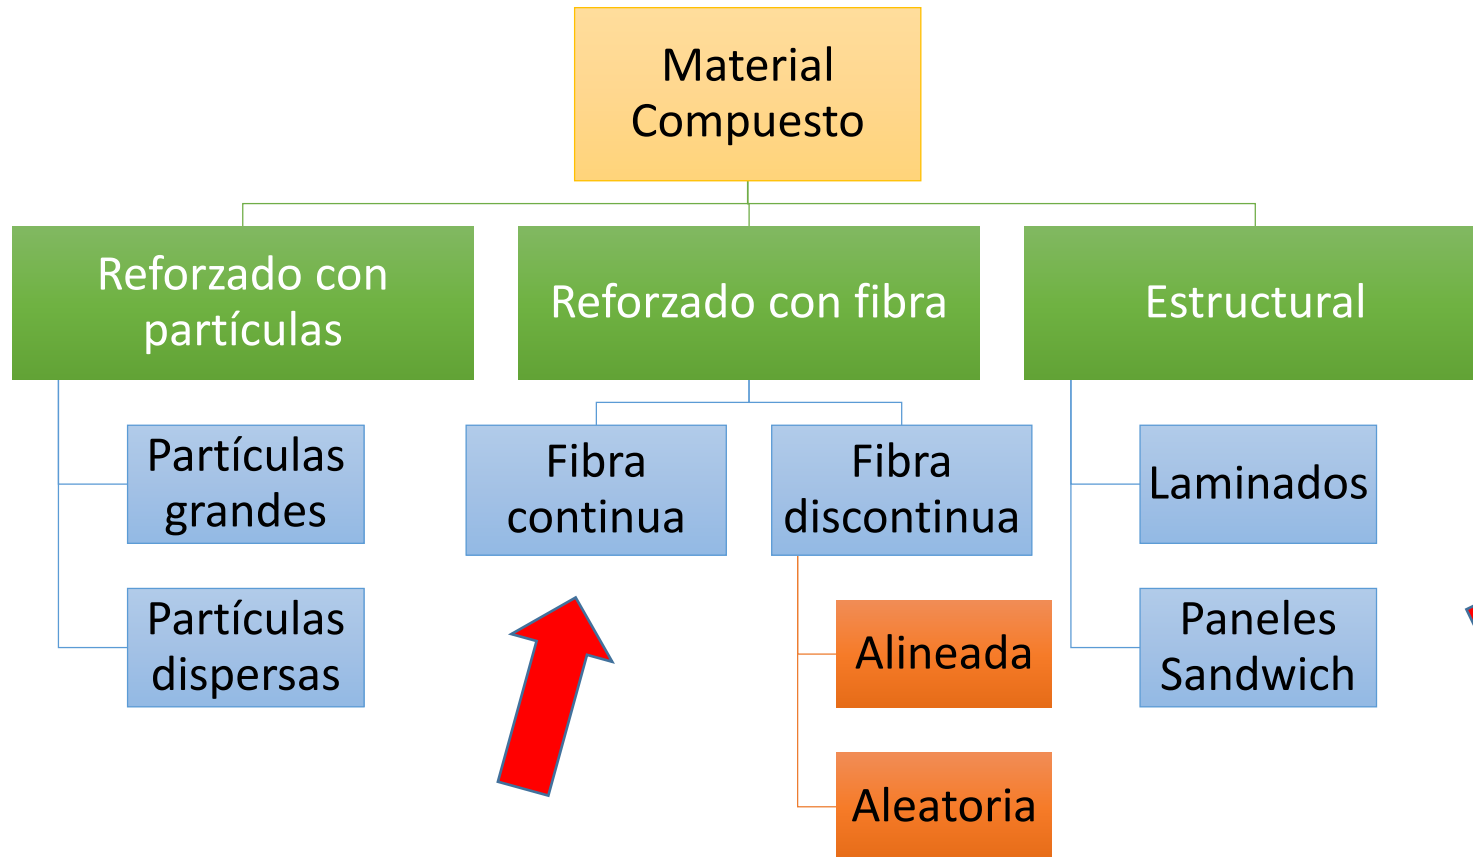 Material
Compuesto
Reforzado con
partículas
Reforzado con fibra
Estructural
Partículas
grandes
Fibra
continua
Fibra
discontinua
Laminados
Partículas
dispersas
Alineada
Paneles
Sandwich
Aleatoria